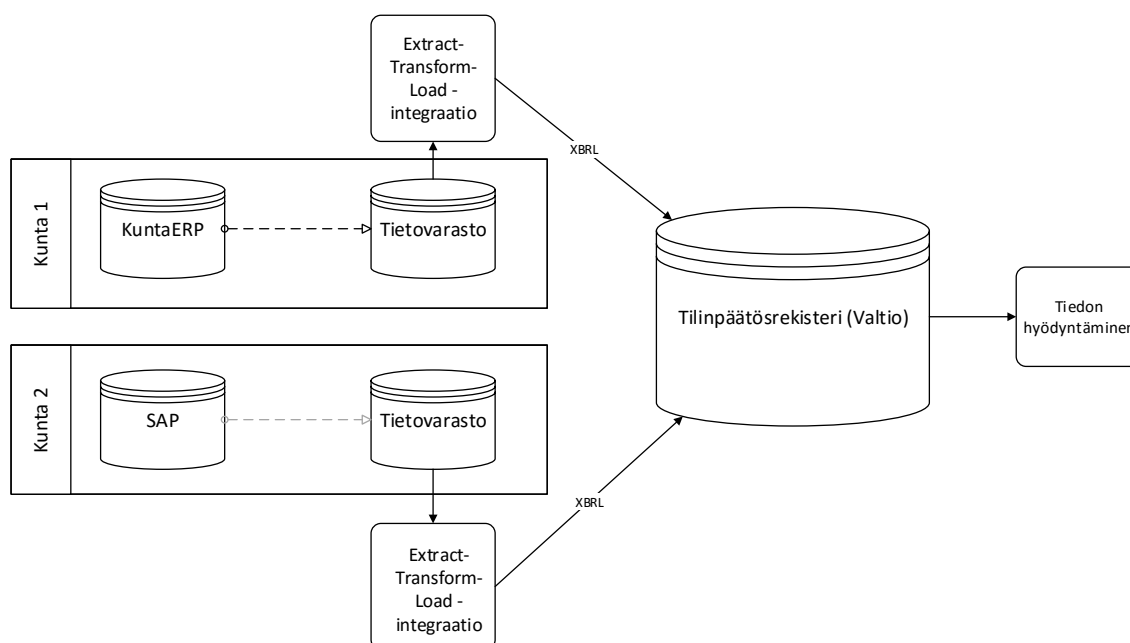 Extract-
Transform-
Load -
integraatio
XBRL
Kunta 1
KuntaERP
Tietovarasto
Tilinpäätösrekisteri (Valtio)
Tiedon
hyödyntäminen
Kunta 2
SAP
Tietovarasto
XBRL
Extract-
Transform-
Load -
integraatio